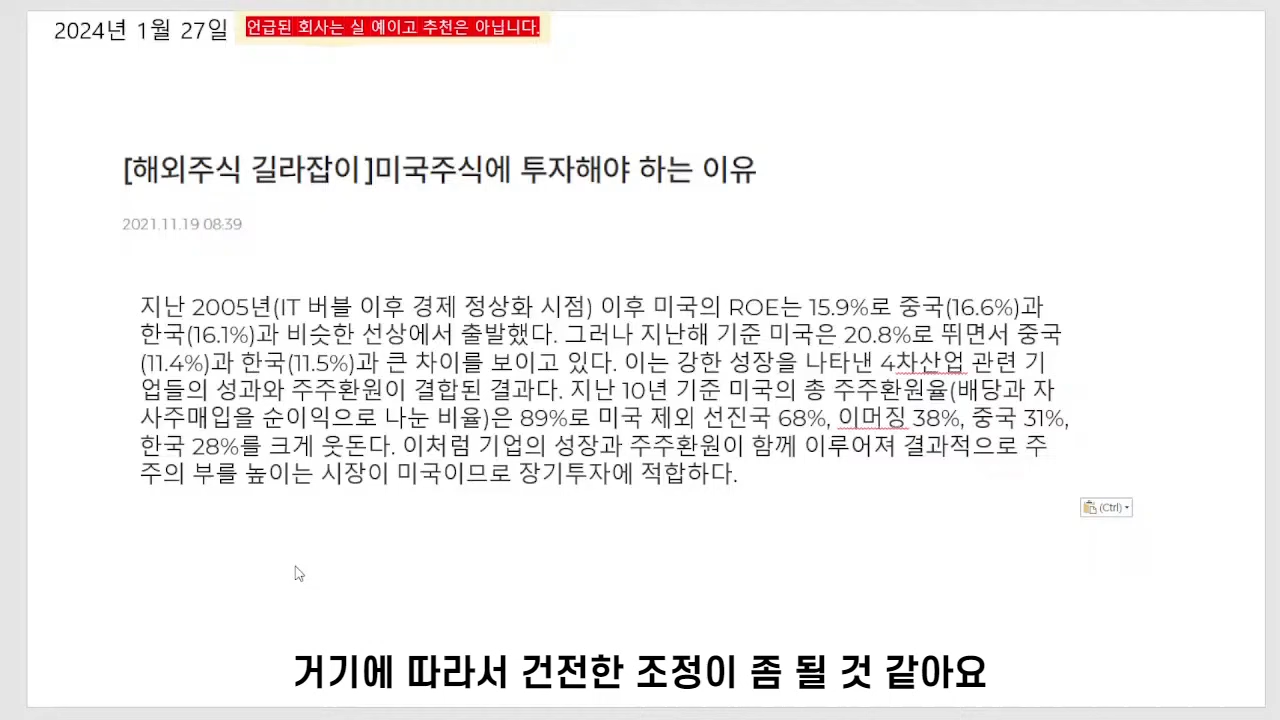 2024년 1월 27일
언급된 회사는 실 예이고 추천은 아닙니다.
[해외주식 길라잡이]미국주식에 투자해야 하는 이유
2021.11.19 08:39
지난 2005년(IT 버블 이후 경제 정상화 시점) 이후 미국의 ROE는 15.9%로 중국(16.6%)과
한국(16.1%)과 비슷한 선상에서 출발했다. 그러나 지난해 기준 미국은 20.8%로 뛰면서 중국
(11.4%)과 한국(11.5%)과 큰 차이를 보이고 있다. 이는 강한 성장을 나타낸 4차산업 관련 기
업들의 성과와 주주환원이 결합된 결과다. 지난 10년 기준 미국의 총 주주환원율(배당과 자
사주매입을 순이익으로 나눈 비율)은 89%로 미국 제외 선진국 68%, 이머징 38%, 중국 31%,
한국 28%를 크게 웃돈다. 이처럼 기업의 성장과 주주환원이 함께 이루어져 결과적으로 주
주의 부를 높이는 시장이 미국이므로 장기투자에 적합하다.
(Ctrl)
거기에 따라서 건전한 조정이 좀 될 것 같아요